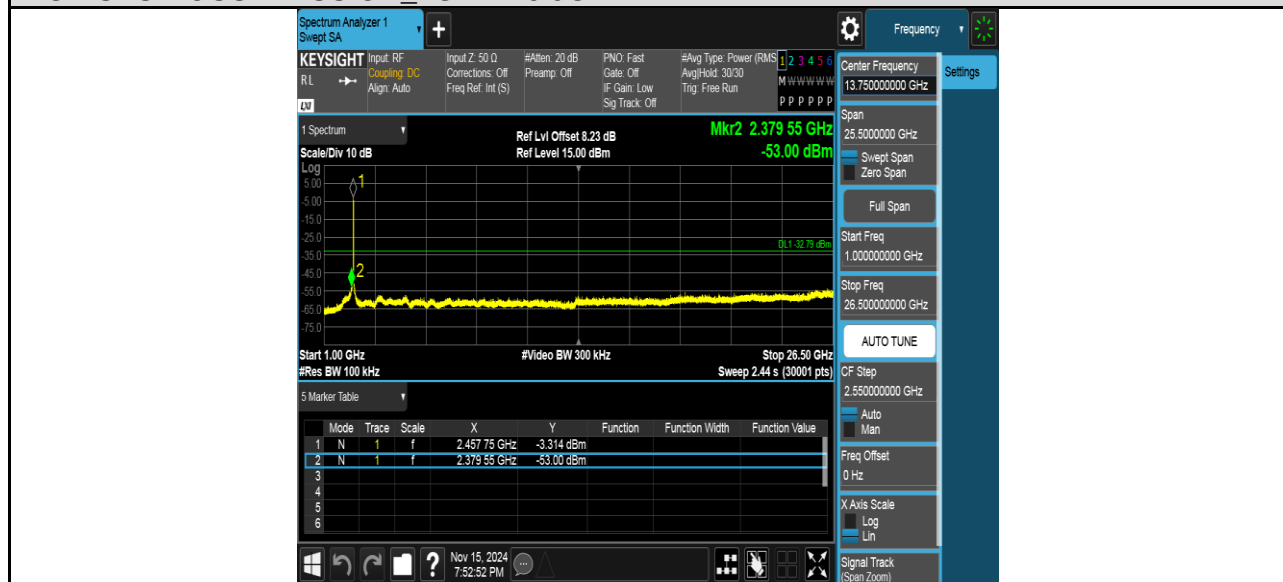 Spectrum Analyzer 1
Swept SA
+
Frequency
KEYSIGHT
RL
LXI
Input: RF
Coupling: DC
Align: Auto
Input Z: 50 Ω
Corrections: Off
Freq Ref: Int (S)
#Atten: 20 dB
Preamp: Off
PNO: Fast
Gate: Off
IF Gain: Low
Sig Track: Off
#Avg Type: Power (RMS
Avg|Hold: 30/30
Trig: Free Run
1 2 3 4 5 6
M W W W W W
P P P P P P
1 Spectrum
Scale/Div 10 dB
Ref Lvl Offset 8.23 dB
Ref Level 15.00 dBm
Mkr2 2.379 55 GHz
-53.00 dBm
Log
5.00
-5.00
-15.0
-25.0
-35.0
-45.0
-55.0
-65.0
-75.0
1
2
DL1 -32.79 dBm
Start 1.00 GHz
#Video BW 300 kHz
Stop 26.50 GHz
#Res BW 100 kHz
Sweep 2.44 s (30001 pts)
5 Marker Table
Mode Trace Scale X Y Function Function Width Function Value
1 N 1 f 2.457 75 GHz -3.314 dBm
2 N 1 f 2.379 55 GHz -53.00 dBm
3
4
5
6
Nov 15, 2024
7:52:52 PM
Center Frequency
13.750000000 GHz
Settings
Span
25.5000000 GHz
Swept Span
Zero Span
Full Span
Start Freq
1.000000000 GHz
Stop Freq
26.500000000 GHz
AUTO TUNE
CF Step
2.550000000 GHz
Auto
Man
Freq Offset
0 Hz
X Axis Scale
Log
Lin
Signal Track
(Span Zoom)